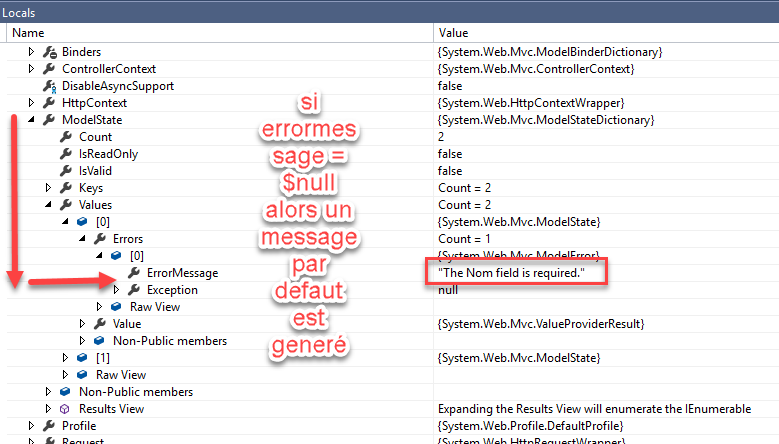 Locals
Name Value
Binders {System.Web.Mvc.ModelBinderDictionary}
ControllerContext {System.Web.Mvc.ControllerContext}
DisableAsyncSupport false
HttpContext {System.Web.HttpContextWrapper}
ModelState {System.Web.Mvc.ModelStateDictionary}
Count 2
IsReadOnly false
IsValid false
Keys Count = 2
Values Count = 2
[0] {System.Web.Mvc.ModelState}
Errors Count = 1
[0] {System.Web.Mvc.ModelError}
ErrorMessage "The Nom field is required."
Exception null
Raw View
Value {System.Web.Mvc.ValueProviderResult}
Non-Public members
[1] {System.Web.Mvc.ModelState}
Raw View
Non-Public members
Results View Expanding the Results View will enumerate the IEnumerable
Profile {System.Web.Profile.DefaultProfile}
Request {System.Web.HttpRequestWrapper}
si
errormes
sage =
$null
alors un
message
par
defaut
est
generé